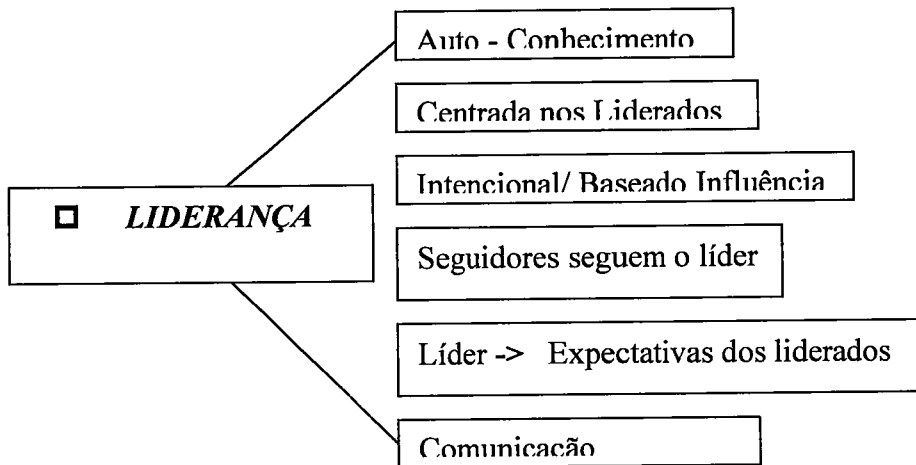 Auto - Conhecimento
Centrada nos Liderados
Intencional/ Baseado Influência
LIDERANÇA
Seguidores seguem o líder
Líder -> Expectativas dos liderados
Comunicação